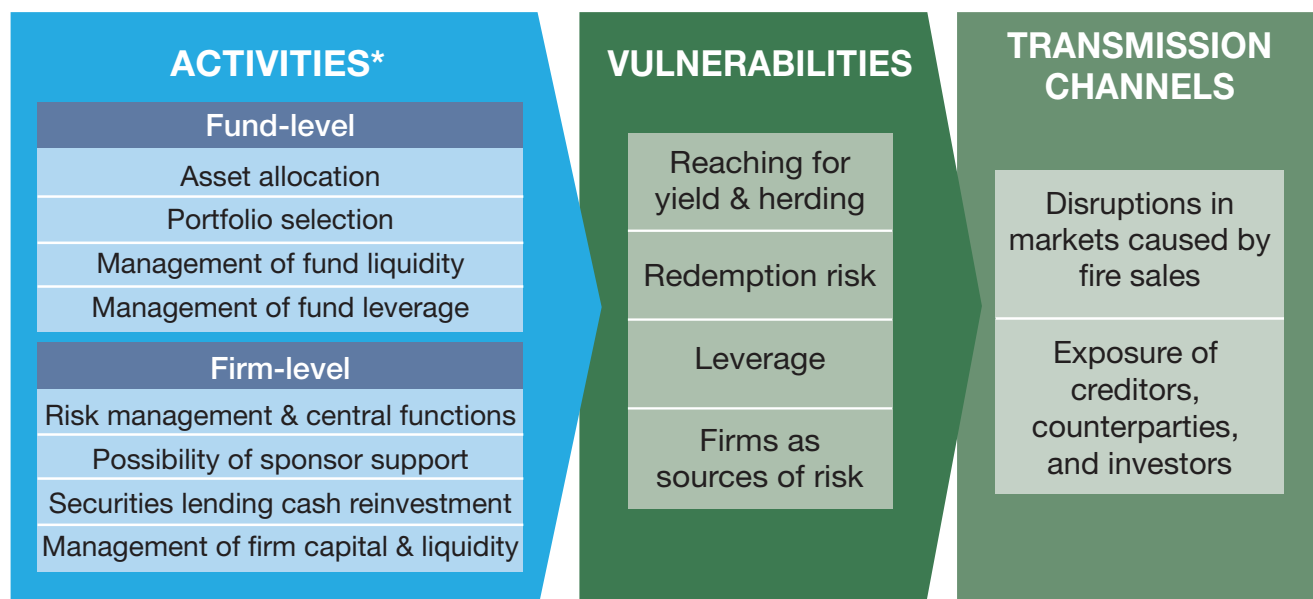 ACTIVITIES*
Fund-level
Asset allocation
Portfolio selection
Management of fund liquidity
Management of fund leverage
Firm-level
Risk management & central functions
Possibility of sponsor support
Securities lending cash reinvestment
Management of firm capital & liquidity
VULNERABILITIES
Reaching for
yield & herding
Redemption risk
Leverage
Firms as
sources of risk
TRANSMISSION
CHANNELS
Disruptions in
markets caused by
fire sales
Exposure of
creditors,
counterparties,
and investors